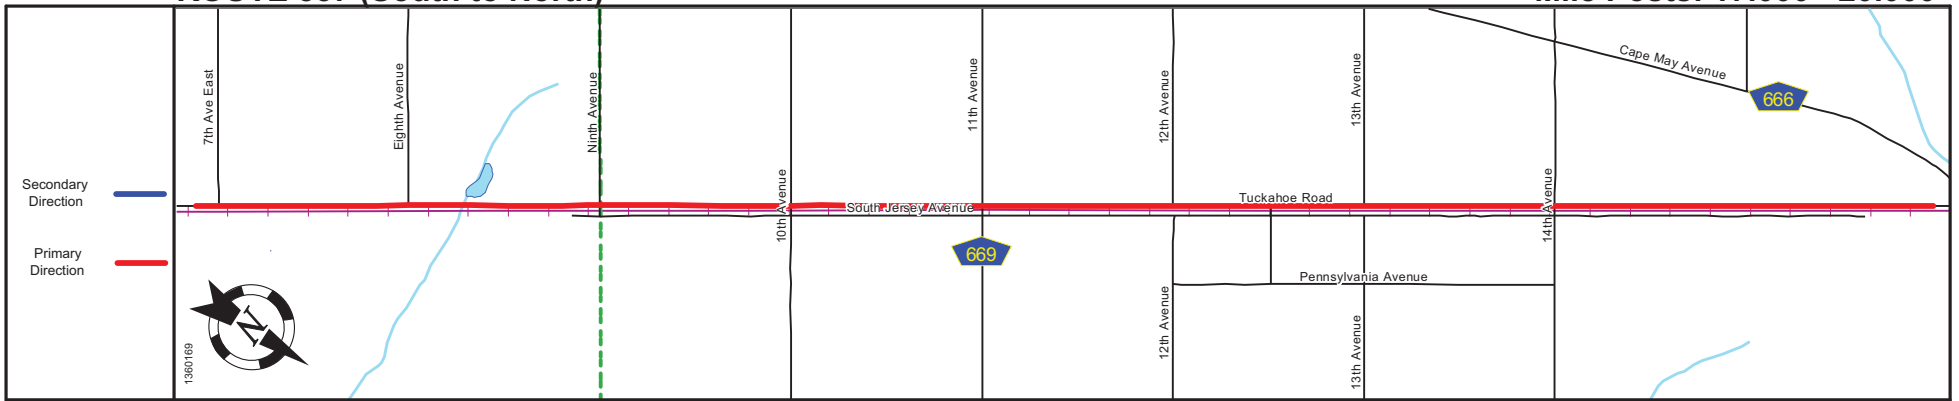 7th Ave East
Eighth Avenue
Ninth Avenue
10th Avenue
11th Avenue
12th Avenue
13th Avenue
14th Avenue
Cape May Avenue
666
Secondary
Direction
South Jersey Avenue
Tuckahoe Road
Primary
Direction
669
Pennsylvania Avenue
12th Avenue
13th Avenue
N
1360169